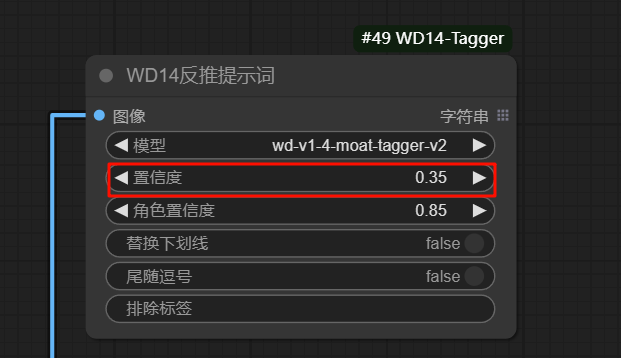 #49 WD14-Tagger
WD14反推提示词
图像 字符串
模型 wd-v1-4-moat-tagger-v2
置信度 0.35
角色置信度 0.85
替换下划线 false
尾随逗号 false
排除标签